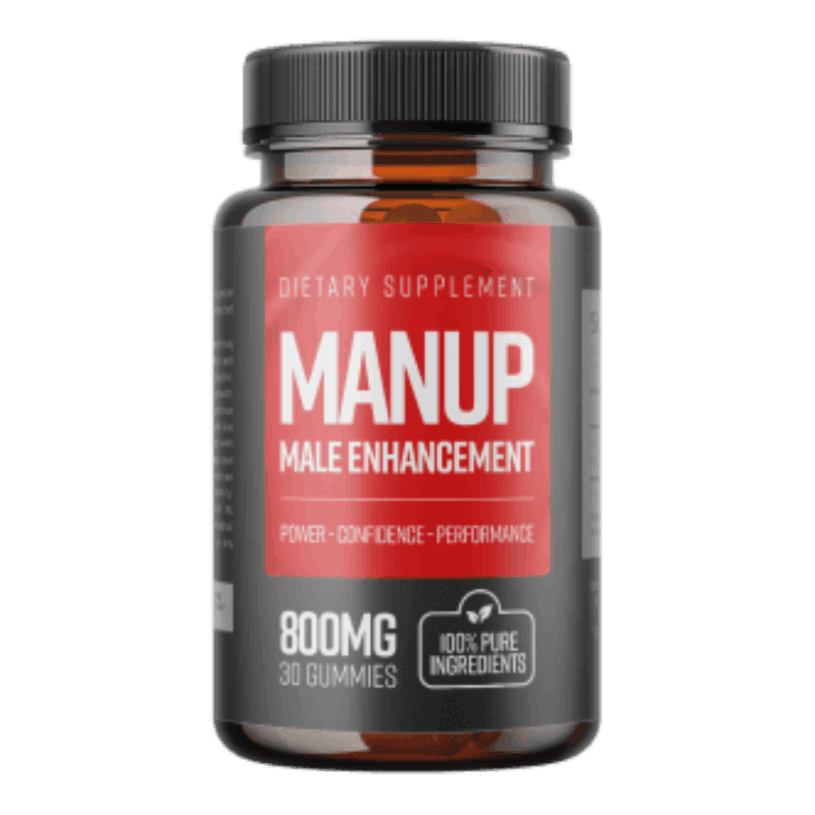 DIETARY SUPPLEMENT
MANUP
MALE ENHANCEMENT
POWER - CONFIDENCE - PERFORMANCE
800MG
30 GUMMIES
100% PURE
INGREDIENTS